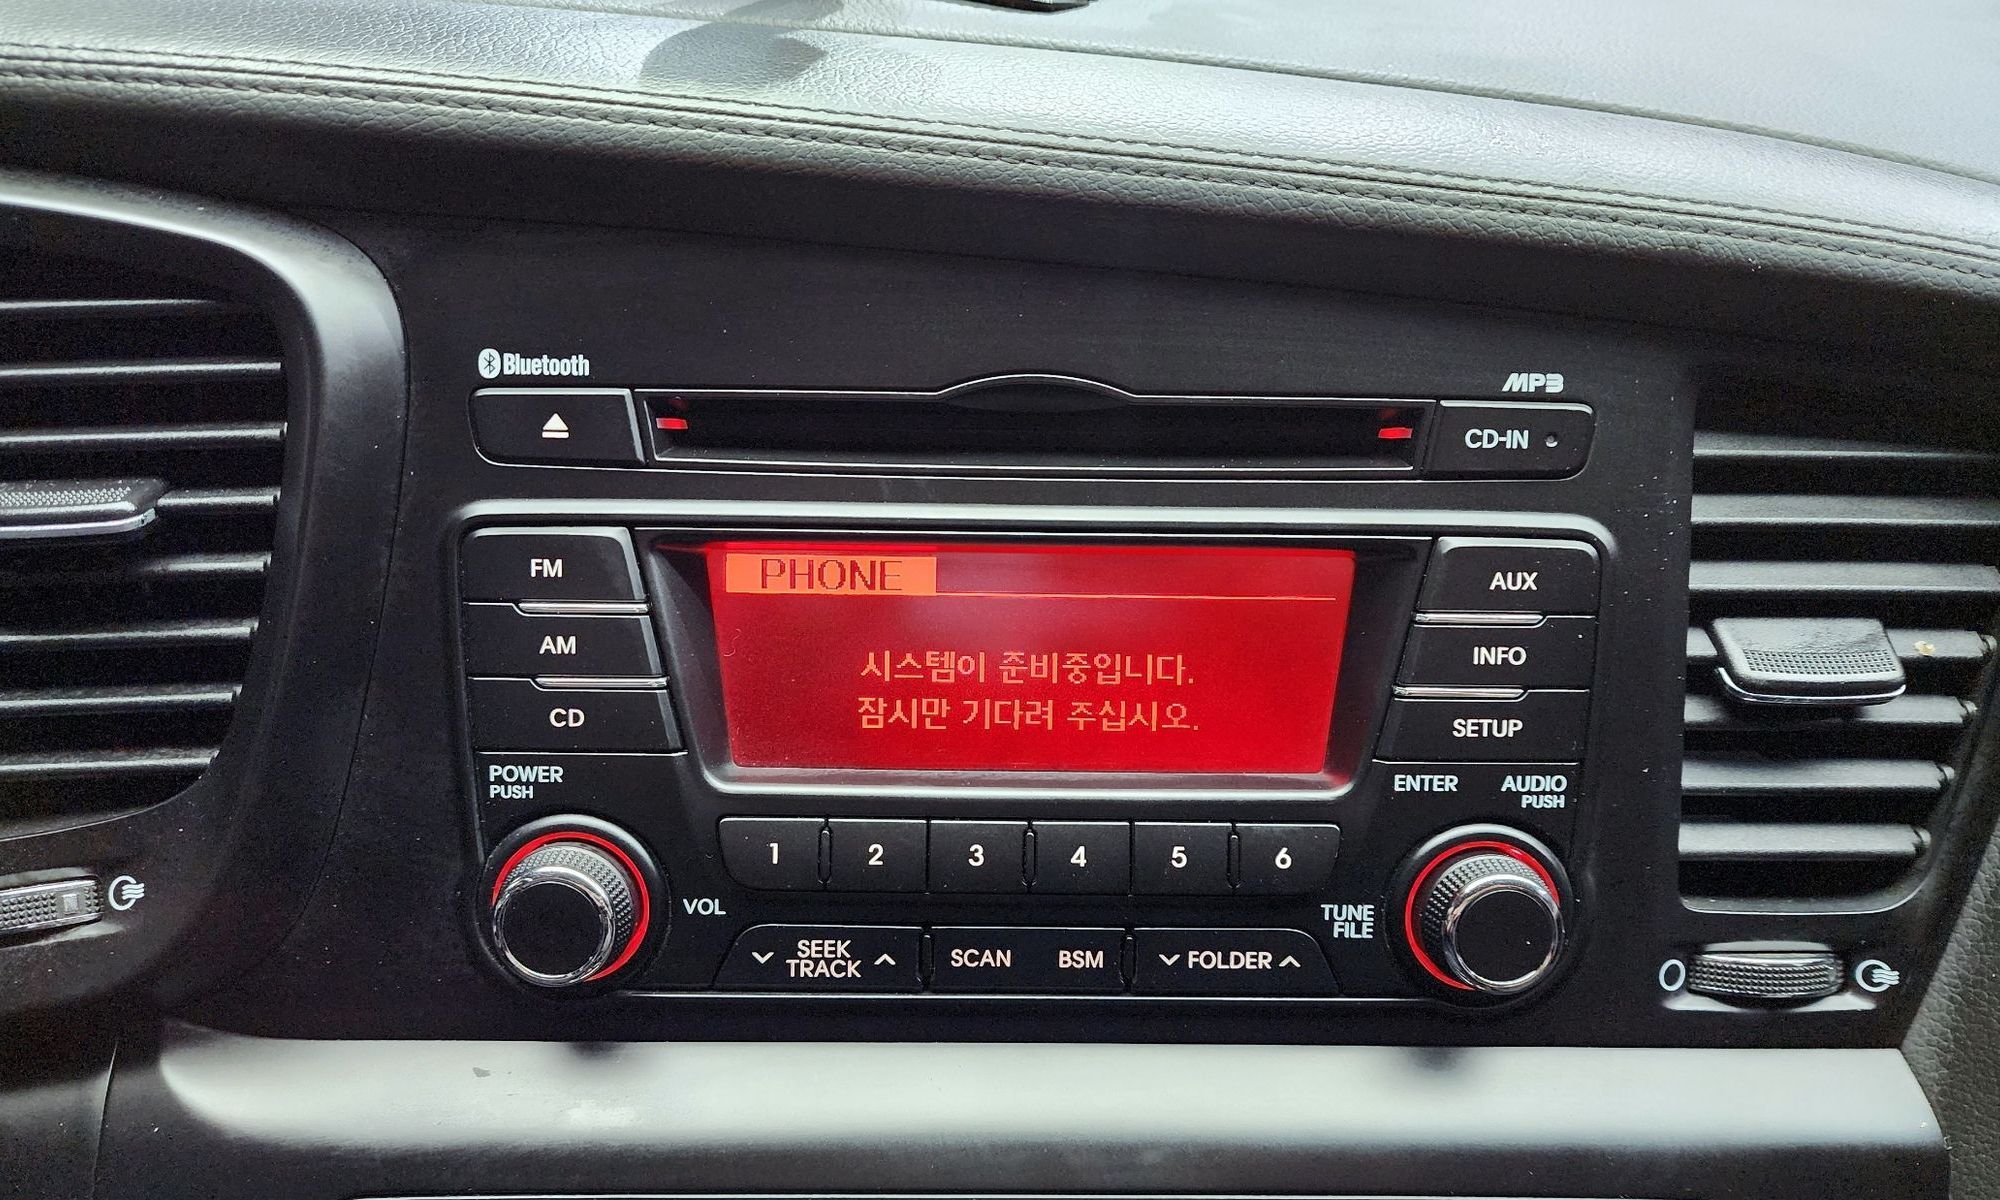 Bluetooth
MP3
CD-IN
FM
AM
CD
PHONE
시스템이 준비중입니다.
잠시만 기다려 주십시오.
AUX
INFO
SETUP
POWER
PUSH
ENTER
AUDIO
PUSH
1 2 3 4 5 6
VOL
TUNE
FILE
SEEK
TRACK
SCAN
BSM
FOLDER